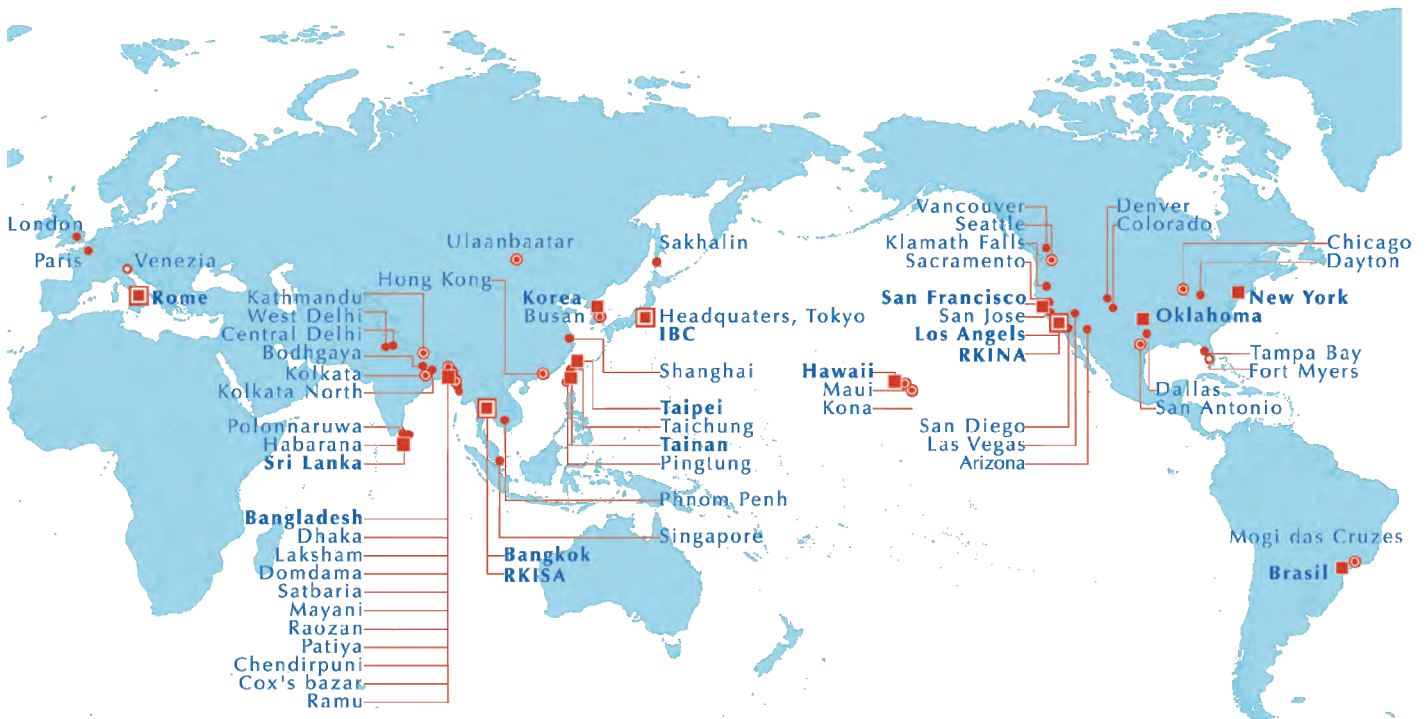 London
Paris
Venezia
Rome
Ulaanbaatar
Hong Kong
Kathmandu
West Delhi
Central Delhi
Bodhgaya
Kolkata
Kolkata North
Polonnaruwa
Habarana
Sri Lanka
Bangladesh
Dhaka
Laksham
Domdama
Satbaria
Mayani
Raozan
Patiya
Chendirpuni
Cox's bazar
Ramu
Korea
Busan
Sakhalin
Headquaters, Tokyo
IBC
Shanghai
Taipei
Taichung
Tainan
Pingtung
Phnom Penh
Singapore
Bangkok
RKISA
Vancouver
Seattle
Klamath Falls
Sacramento
San Francisco
San Jose
Los Angels
RKINA
Hawaii
Maui
Kona
San Diego
Las Vegas
Arizona
Denver
Colorado
Chicago
Dayton
New York
Oklahoma
Tampa Bay
Fort Myers
Dallas
San Antonio
Mogi das Cruzes
Brasil